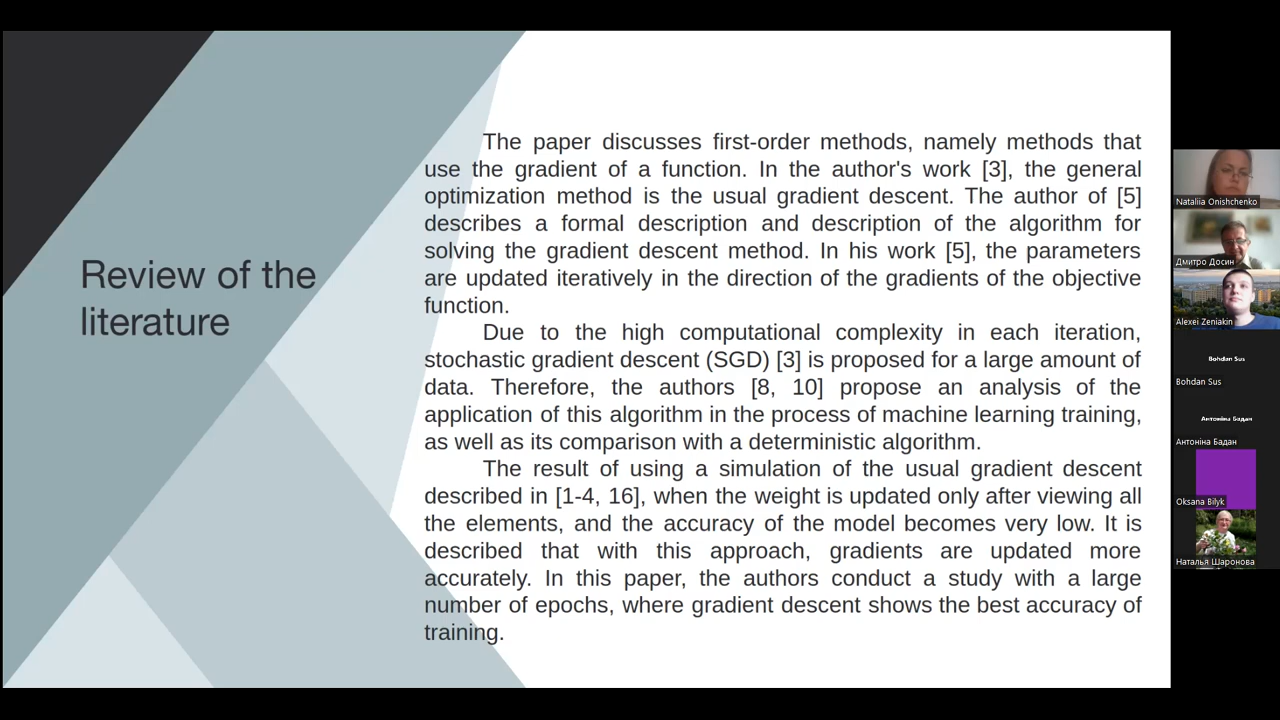 Review of the
literature
The paper discusses first-order methods, namely methods that
use the gradient of a function. In the author's work [3], the general
optimization method is the usual gradient descent. The author of [5]
describes a formal description and description of the algorithm for
solving the gradient descent method. In his work [5], the parameters
are updated iteratively in the direction of the gradients of the objective
function.
Due to the high computational complexity in each iteration,
stochastic gradient descent (SGD) [3] is proposed for a large amount of
data. Therefore, the authors [8, 10] propose an analysis of the
application of this algorithm in the process of machine learning training,
as well as its comparison with a deterministic algorithm.
The result of using a simulation of the usual gradient descent
described in [1-4, 16], when the weight is updated only after viewing all
the elements, and the accuracy of the model becomes very low. It is
described that with this approach, gradients are updated more
accurately. In this paper, the authors conduct a study with a large
number of epochs, where gradient descent shows the best accuracy of
training.
Nataliia Onishchenko
Дмитро Досин
Alexei Zeniakin
Bohdan Sus
Bohdan Sus
Антоніна Бадан
Антоніна Бадан
Oksana Bilyk
Наталья Шаронова